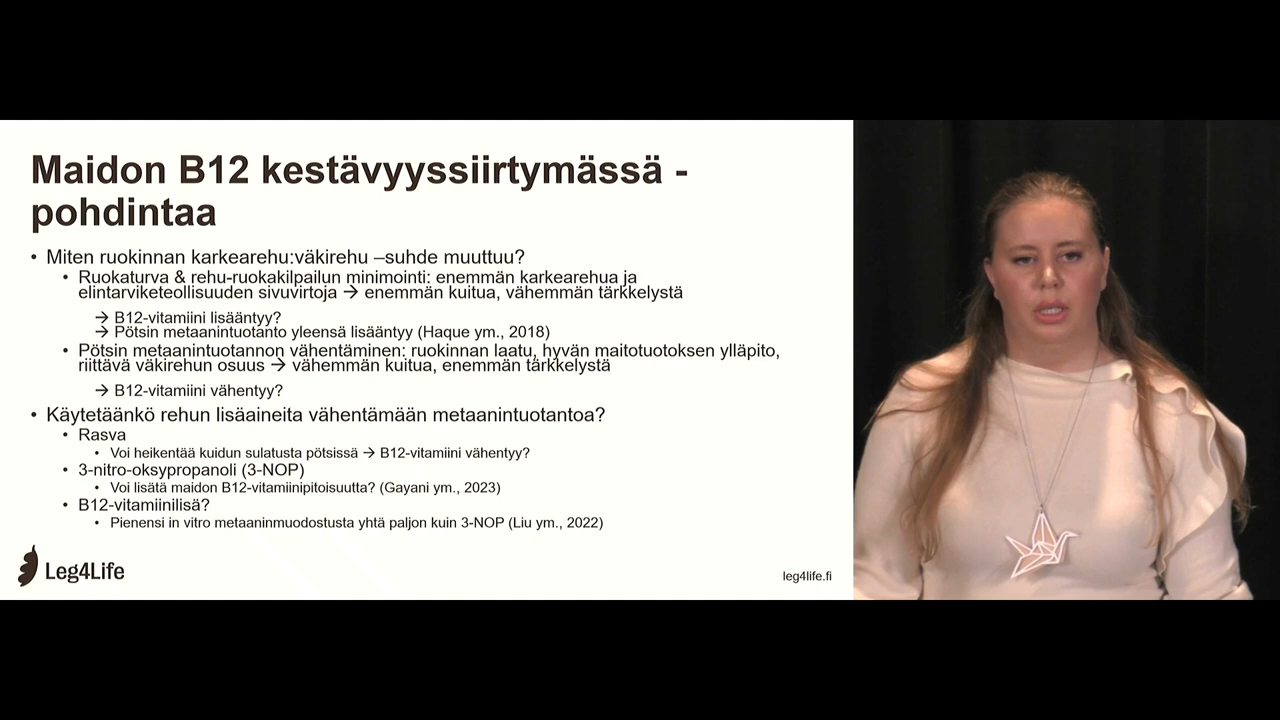 Maidon B12 kestävyyssiirtymässä -
pohdintaa
• Miten ruokinnan karkearehu:väkirehu –suhde muuttuu?
• Ruokaturva & rehu-ruokakilpailun minimointi: enemmän karkearehua ja
elintarviketeollisuuden sivuvirtoja → enemmän kuitua, vähemmän tärkkelystä
→ B12-vitamiini lisääntyy?
→ Pötsin metaanintuotanto yleensä lisääntyy (Haque ym., 2018)
• Pötsin metaanintuotannon vähentäminen: ruokinnan laatu, hyvän maitotuotoksen ylläpito,
riittävä väkirehun osuus → vähemmän kuitua, enemmän tärkkelystä
→ B12-vitamiini vähentyy?
• Käytetäänkö rehun lisäaineita vähentämään metaanintuotantoa?
• Rasva
• Voi heikentää kuidun sulatusta pötsissä → B12-vitamiini vähentyy?
• 3-nitro-oksypropanoli (3-NOP)
• Voi lisätä maidon B12-vitamiinipitoisuutta? (Gayani ym., 2023)
• B12-vitamiinilisä?
• Pienensi in vitro metaaninmuodostusta yhtä paljon kuin 3-NOP (Liu ym., 2022)
Leg4Life
leg4life.fi